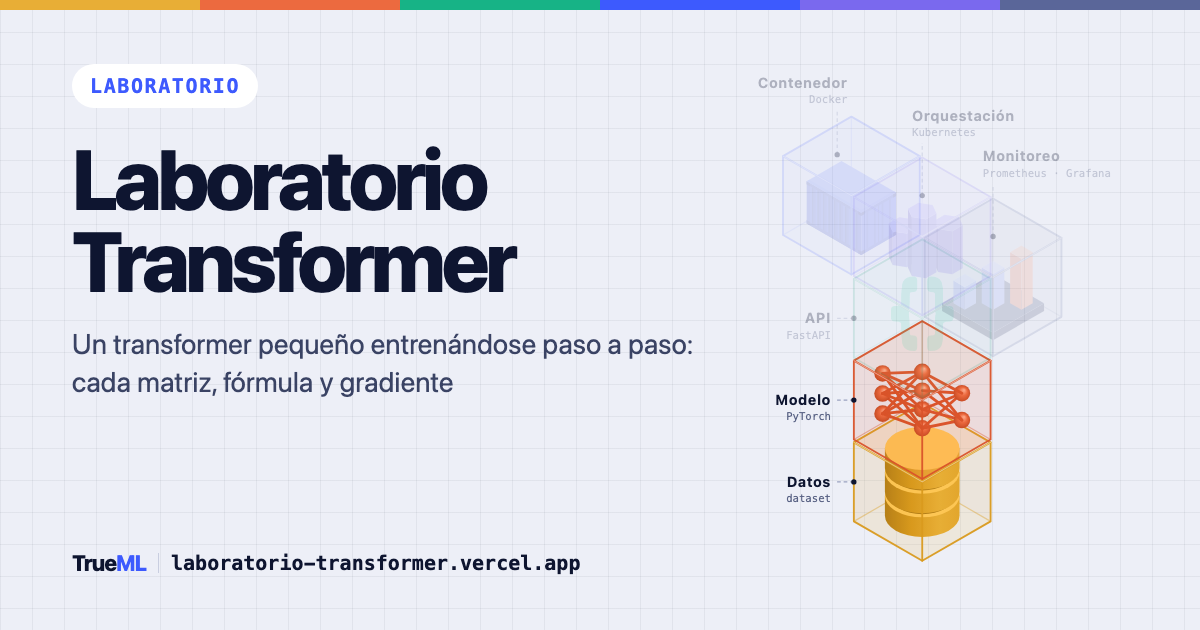 LABORATORIO
Laboratorio
Transformer
Un transformer pequeño entrenándose paso a paso:
cada matriz, fórmula y gradiente
TrueML
laboratorio-transformer.vercel.app
Contenedor
Docker
Orquestación
Kubernetes
Monitoreo
Prometheus · Grafana
API
FastAPI
Modelo
PyTorch
Datos
dataset